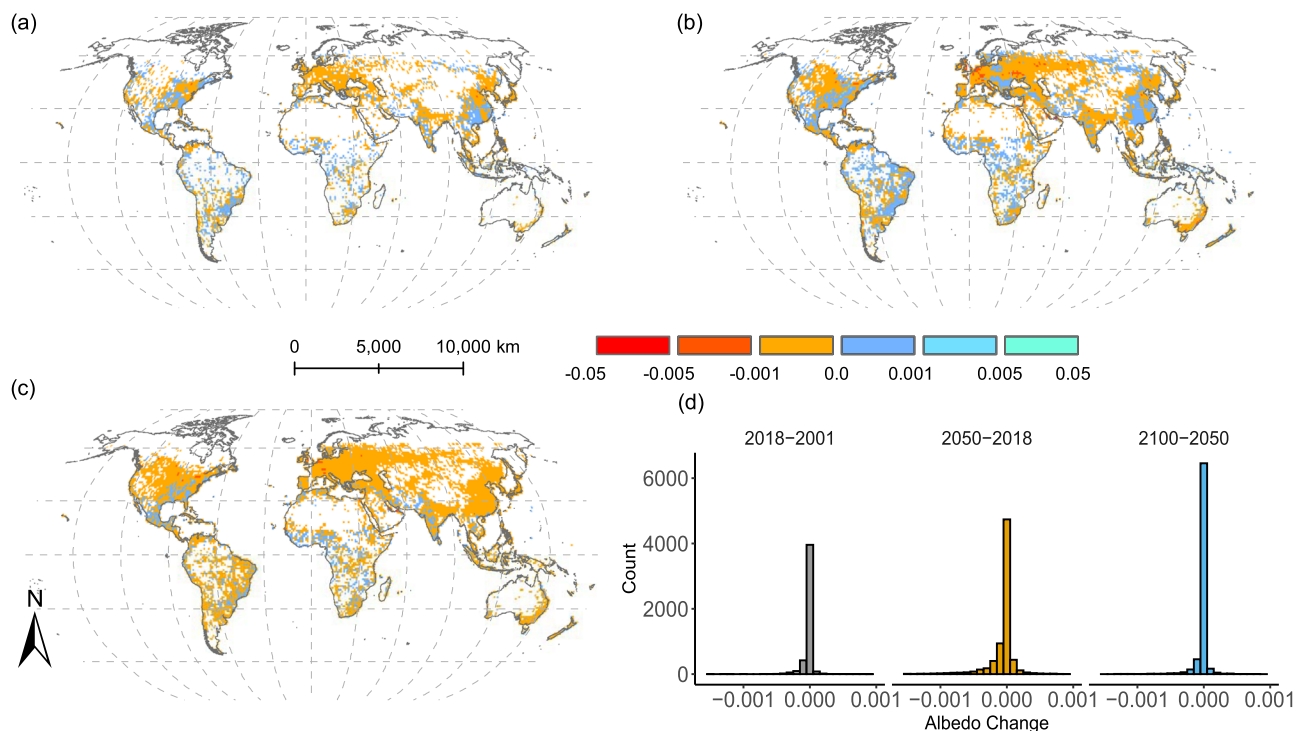 (a)
(b)
0 5,000 10,000 km
-0.05 -0.005 -0.001 0.0 0.001 0.005 0.05
(c)
N
(d)
2018−2001 2050−2018 2100−2050
Count
6000
4000
2000
0
−0.001 0.000 0.001 −0.001 0.000 0.001 −0.001 0.000 0.001
Albedo Change